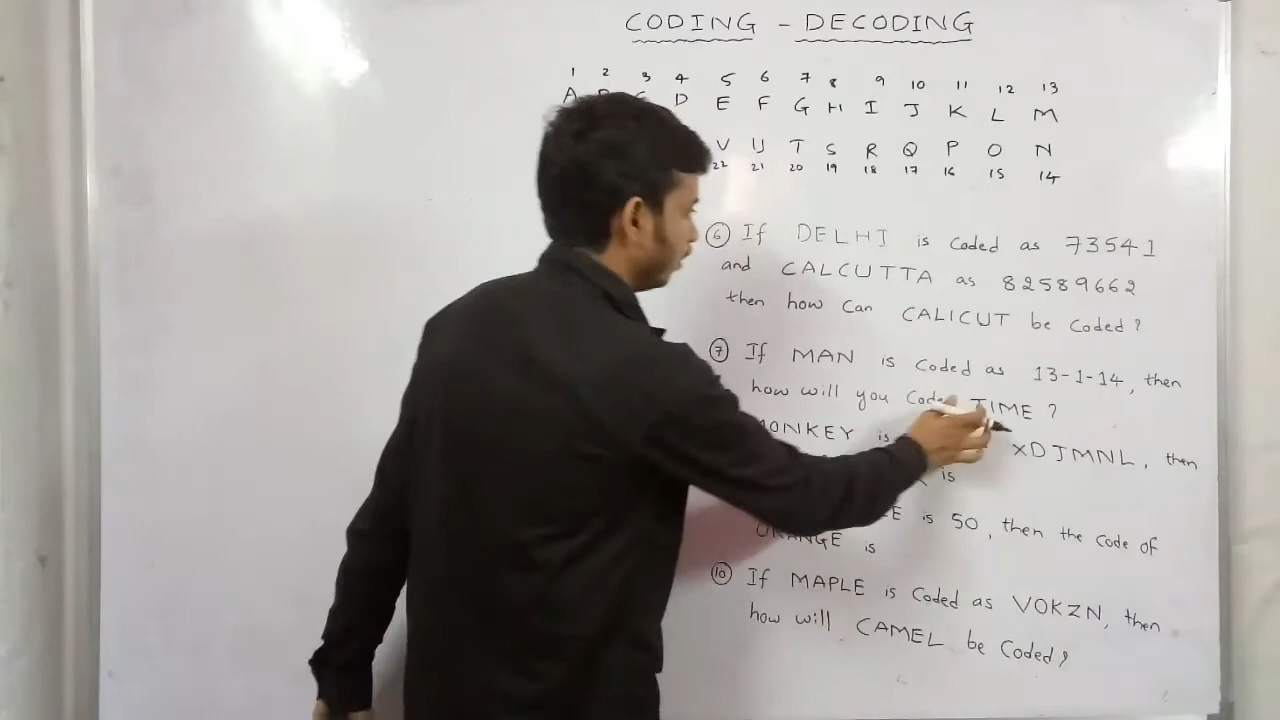 CODING - DECODING
1 2 3 4 5 6 7 8 9 10 11 12 13
A D E F G H I J K L M
V U T S R Q P O N
22 21 20 19 18 17 16 15 14
6 If DELHI is coded as 73541
and CALCUTTA as 82589662
then how can CALICUT be coded?
7 If MAN is coded as 13-1-14, then
how will you code TIME ?
MONKEY is XDJMNL, then
is
is 50, then the code of
ORANGE is
10 If MAPLE is coded as VOKZN, then
how will CAMEL be coded?